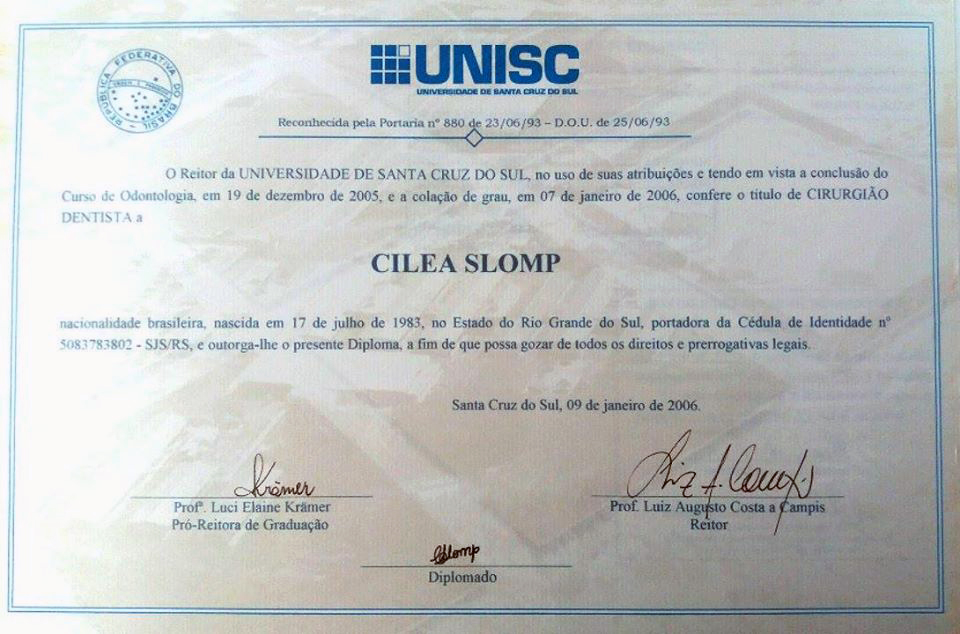 REPÚBLICA FEDERATIVA DO BRASIL
UNISC
UNIVERSIDADE DE SANTA CRUZ DO SUL
Reconhecida pela Portaria nº 880 de 23/06/93 – D.O.U. de 25/06/93
O Reitor da UNIVERSIDADE DE SANTA CRUZ DO SUL, no uso de suas atribuições e tendo em vista a conclusão do
Curso de Odontologia, em 19 de dezembro de 2005, e a colação de grau, em 07 de janeiro de 2006, confere o título de CIRURGIÃO
DENTISTA a
CILEA SLOMP
nacionalidade brasileira, nascida em 17 de julho de 1983, no Estado do Rio Grande do Sul, portadora da Cédula de Identidade nº
5083783802 - SJS/RS, e outorga-lhe o presente Diploma, a fim de que possa gozar de todos os direitos e prerrogativas legais.
Santa Cruz do Sul, 09 de janeiro de 2006.
Krämer
Profª. Luci Elaine Krämer
Pró-Reitora de Graduação
Luiz A. Campis
Prof. Luiz Augusto Costa a Campis
Reitor
CSlomp
Diplomado